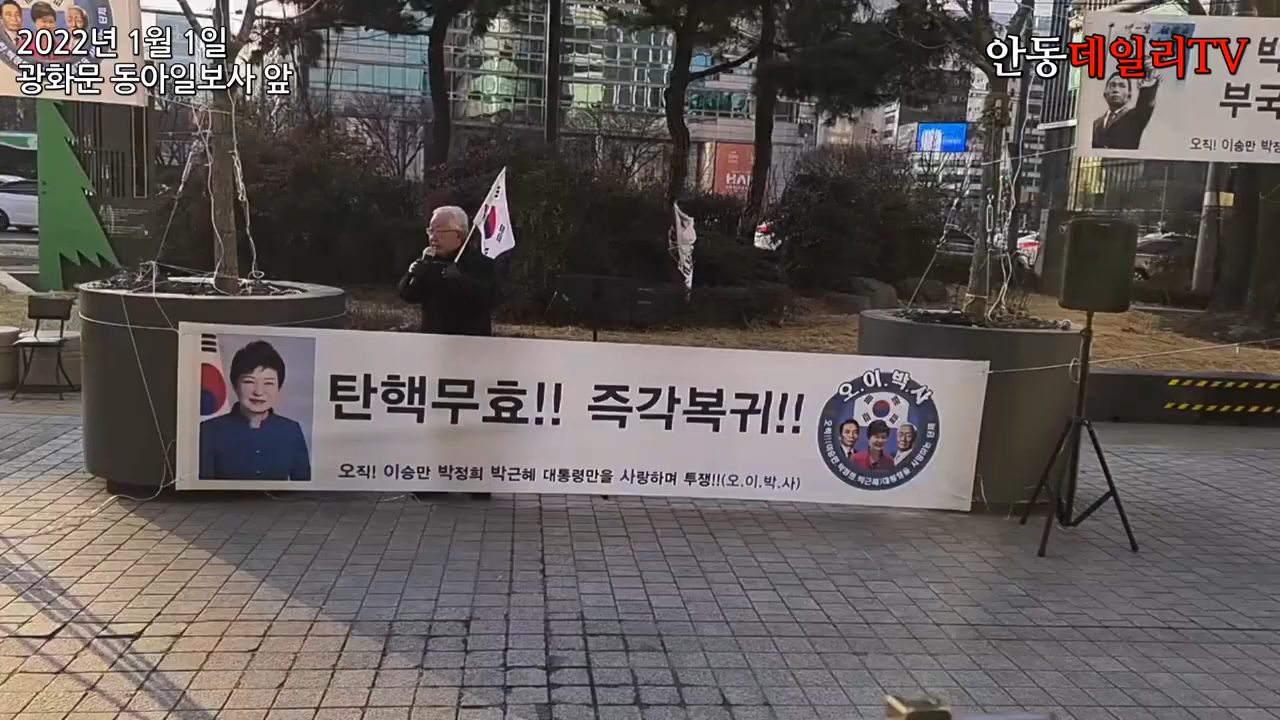 2022년 1월 1일
광화문 동아일보사 앞
안동데일리TV
박
부국
오직! 이승만 박정
탄핵무효!! 즉각복귀!!
오직! 이승만 박정희 박근혜 대통령만을 사랑하며 투쟁!!(오.이.박.사)
오.이.박.사